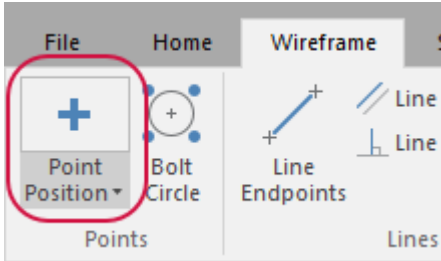 File Home Wireframe
Point Position
Bolt Circle
Line Endpoints
Line
Line
Points Lines